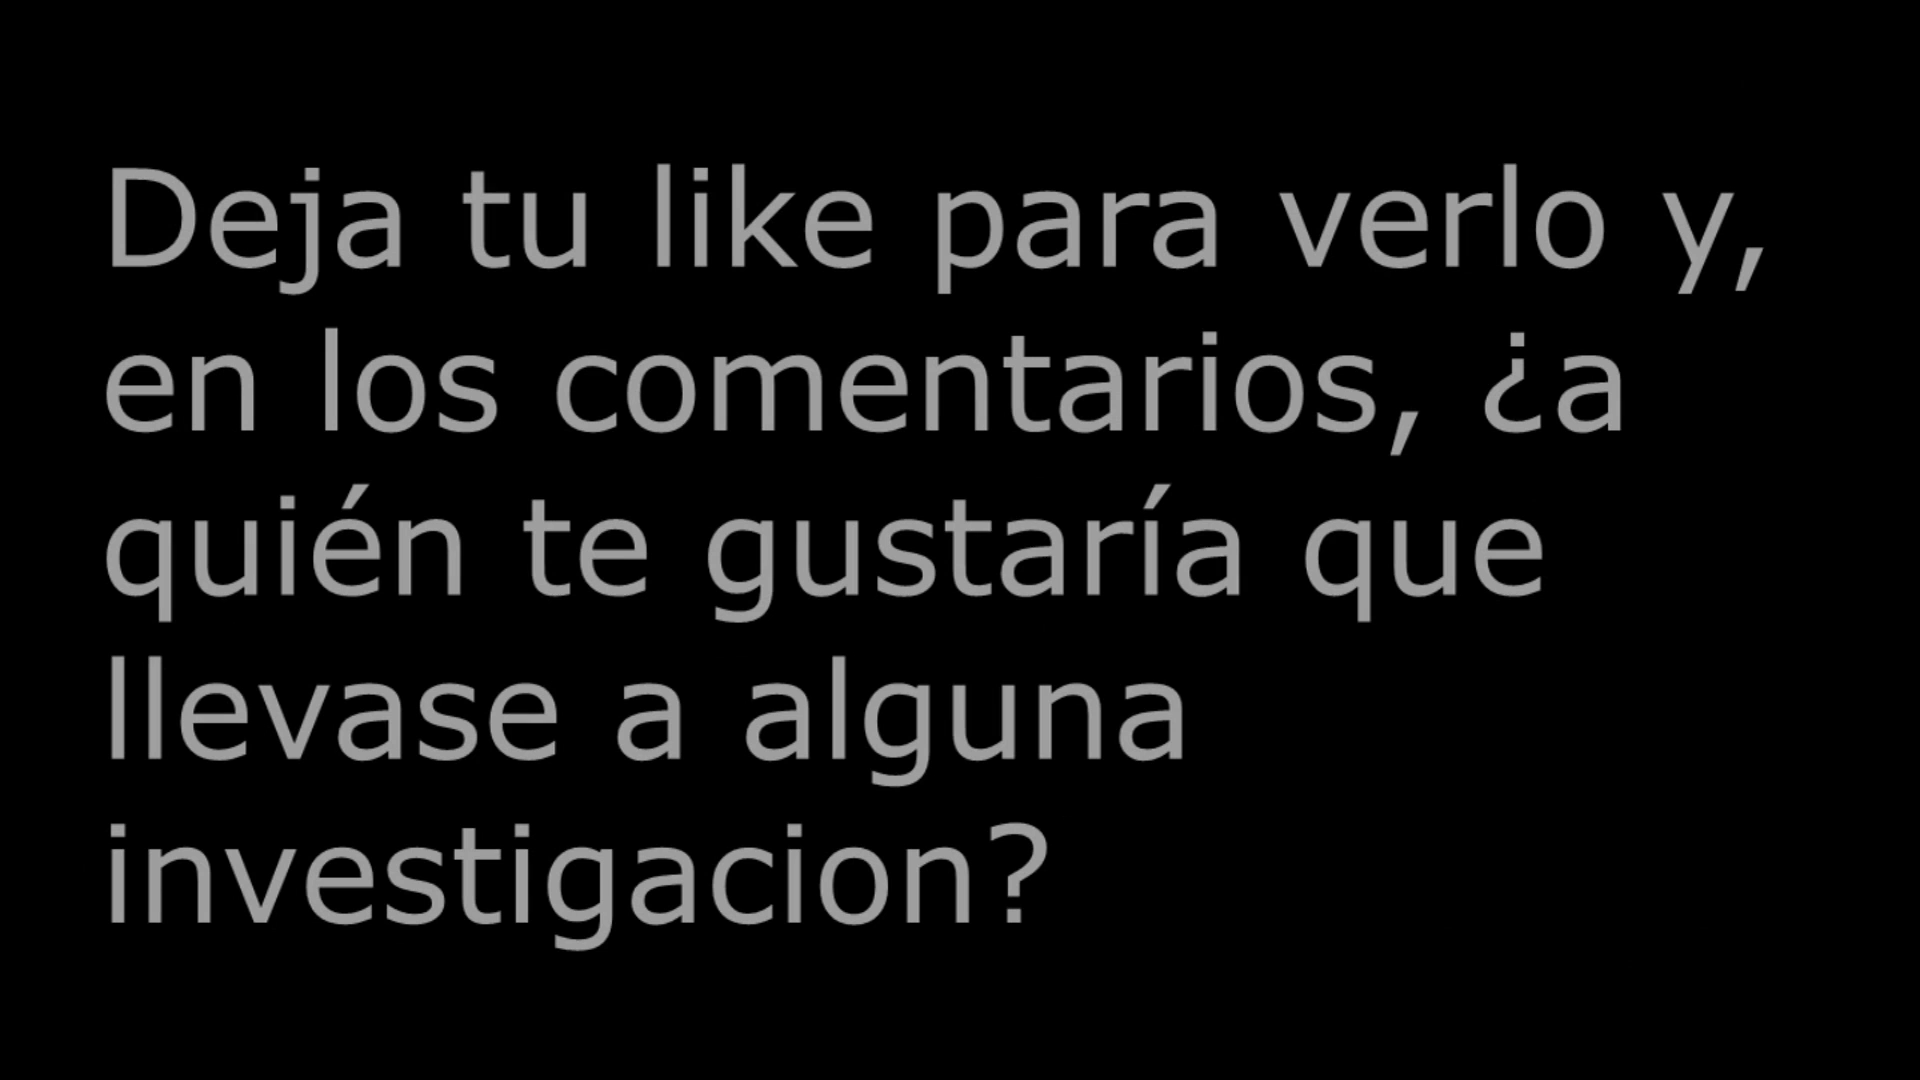 Deja tu like para verlo y,
en los comentarios, ¿a
quién te gustaría que
llevase a alguna
investigacion?